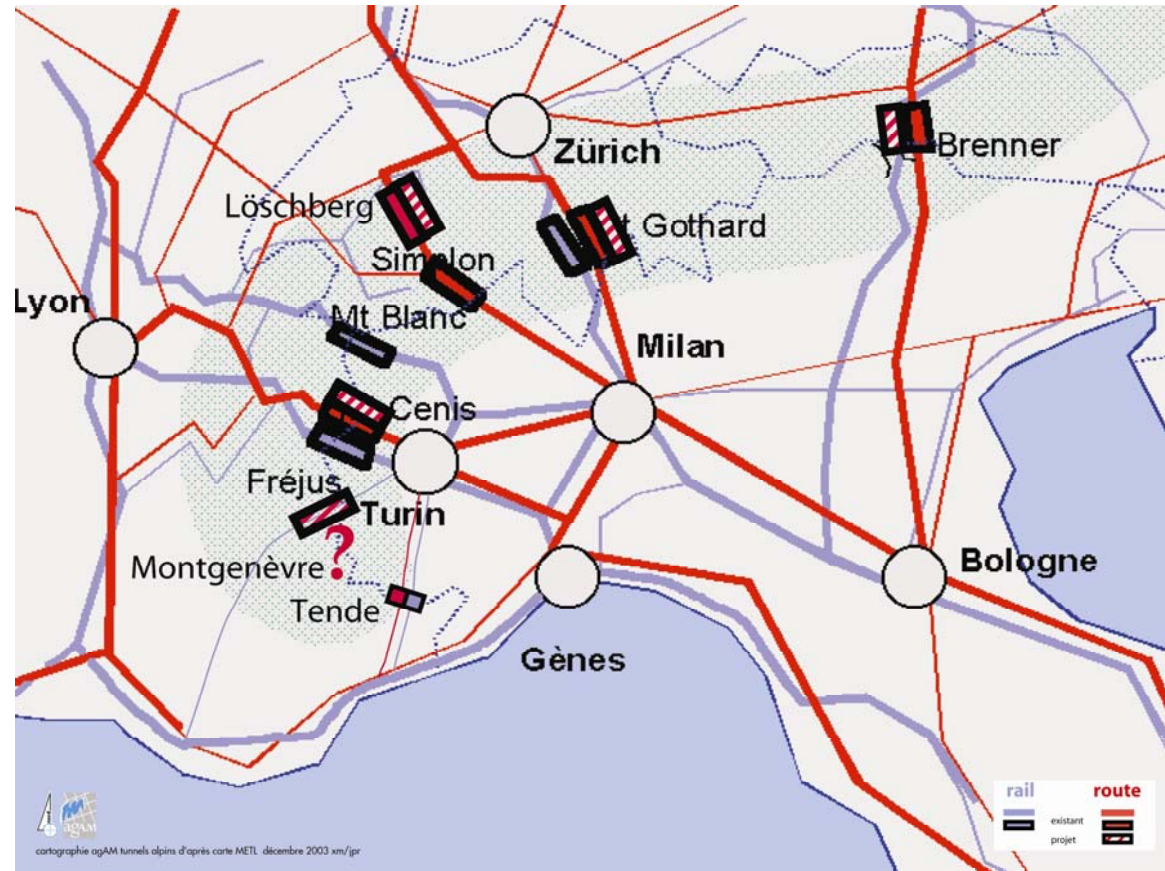 Zürich
Brenner
Löschberg
t Gothard
Simplon
Lyon
Mt Blanc
Milan
Cenis
Fréjus
Turin
Montgenèvre ?
Tende
Bologne
Gènes
rail route
existant
projet
agAM
cartographie agAM tunnels alpins d'après carte METL décembre 2003 xm/jpr